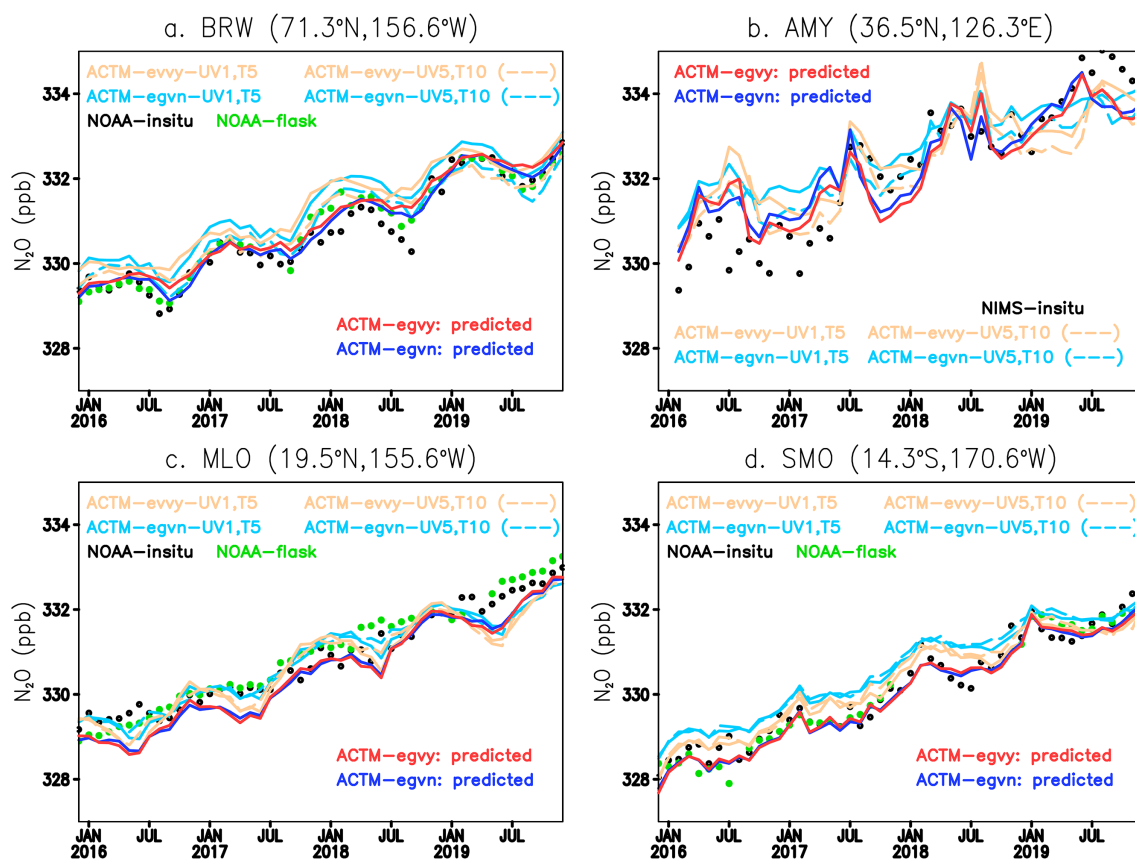 a. BRW (71.3°N,156.6°W)
ACTM-evvy-UV1,T5 ACTM-evvy-UV5,T10 (---)
ACTM-egvn-UV1,T5 ACTM-egvn-UV5,T10 (---)
NOAA-insitu NOAA-flask
334
332
330
328
N₂O (ppb)
ACTM-egvy: predicted
ACTM-egvn: predicted
JAN JUL JAN JUL JAN JUL JAN JUL
2016 2017 2018 2019
b. AMY (36.5°N,126.3°E)
ACTM-egvy: predicted
ACTM-egvn: predicted
334
332
330
328
N₂O (ppb)
NIMS-insitu
ACTM-evvy-UV1,T5 ACTM-evvy-UV5,T10 (---)
ACTM-egvn-UV1,T5 ACTM-egvn-UV5,T10 (---)
JAN JUL JAN JUL JAN JUL JAN JUL
2016 2017 2018 2019
c. MLO (19.5°N,155.6°W)
ACTM-evvy-UV1,T5 ACTM-evvy-UV5,T10 (---)
ACTM-egvn-UV1,T5 ACTM-egvn-UV5,T10 (---)
NOAA-insitu NOAA-flask
334
332
330
328
N₂O (ppb)
ACTM-egvy: predicted
ACTM-egvn: predicted
JAN JUL JAN JUL JAN JUL JAN JUL
2016 2017 2018 2019
d. SMO (14.3°S,170.6°W)
ACTM-evvy-UV1,T5 ACTM-evvy-UV5,T10 (---)
ACTM-egvn-UV1,T5 ACTM-egvn-UV5,T10 (---)
NOAA-insitu NOAA-flask
334
332
330
328
N₂O (ppb)
ACTM-egvy: predicted
ACTM-egvn: predicted
JAN JUL JAN JUL JAN JUL JAN JUL
2016 2017 2018 2019